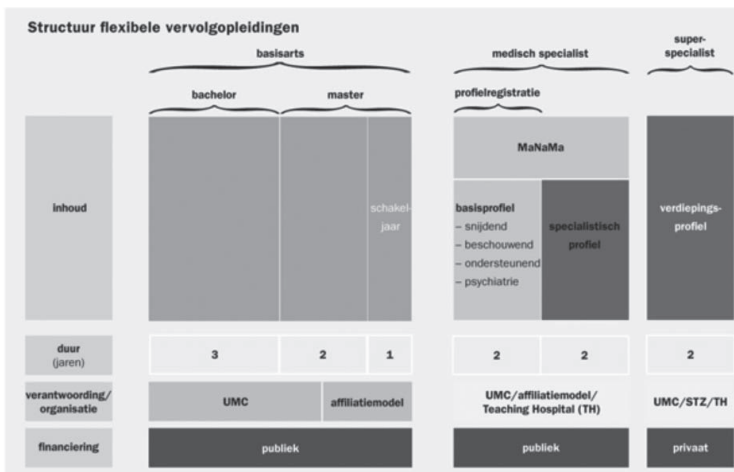 Structuur flexibele vervolgopleidingen
basisarts
medisch specialist
super-
specialist
bachelor
master
profielregistratie
inhoud
schakel-
jaar
MaNaMa
basisprofiel
– snijdend
– beschouwend
– ondersteunend
– psychiatrie
specialistisch
profiel
verdiepings-
profiel
duur
(jaren)
3
2
1
2
2
2
verantwoording/
organisatie
UMC
affiliatiemodel
UMC/affiliatiemodel/
Teaching Hospital (TH)
UMC/STZ/TH
financiering
publiek
publiek
privaat